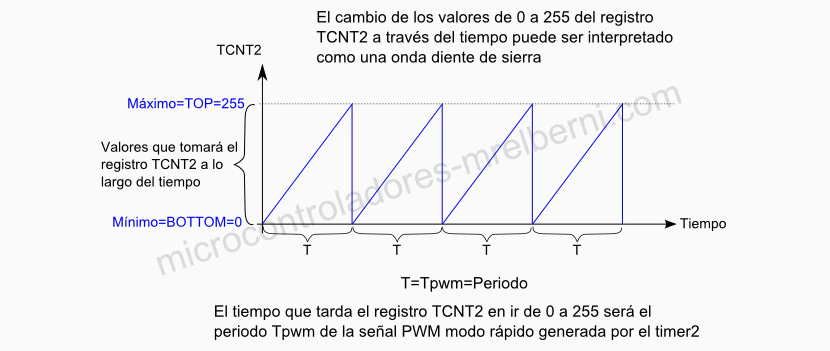 El cambio de los valores de 0 a 255 del registro
TCNT2 a través del tiempo puede ser interpretado
como una onda diente de sierra
TCNT2
Máximo=TOP=255
Valores que tomará el
registro TCNT2 a lo
largo del tiempo
Mínimo=BOTTOM=0
Tiempo
T T T T
T=Tpwm=Periodo
El tiempo que tarda el registro TCNT2 en ir de 0 a 255 será el
periodo Tpwm de la señal PWM modo rápido generada por el timer2
microcontroladores-mrelberni.com